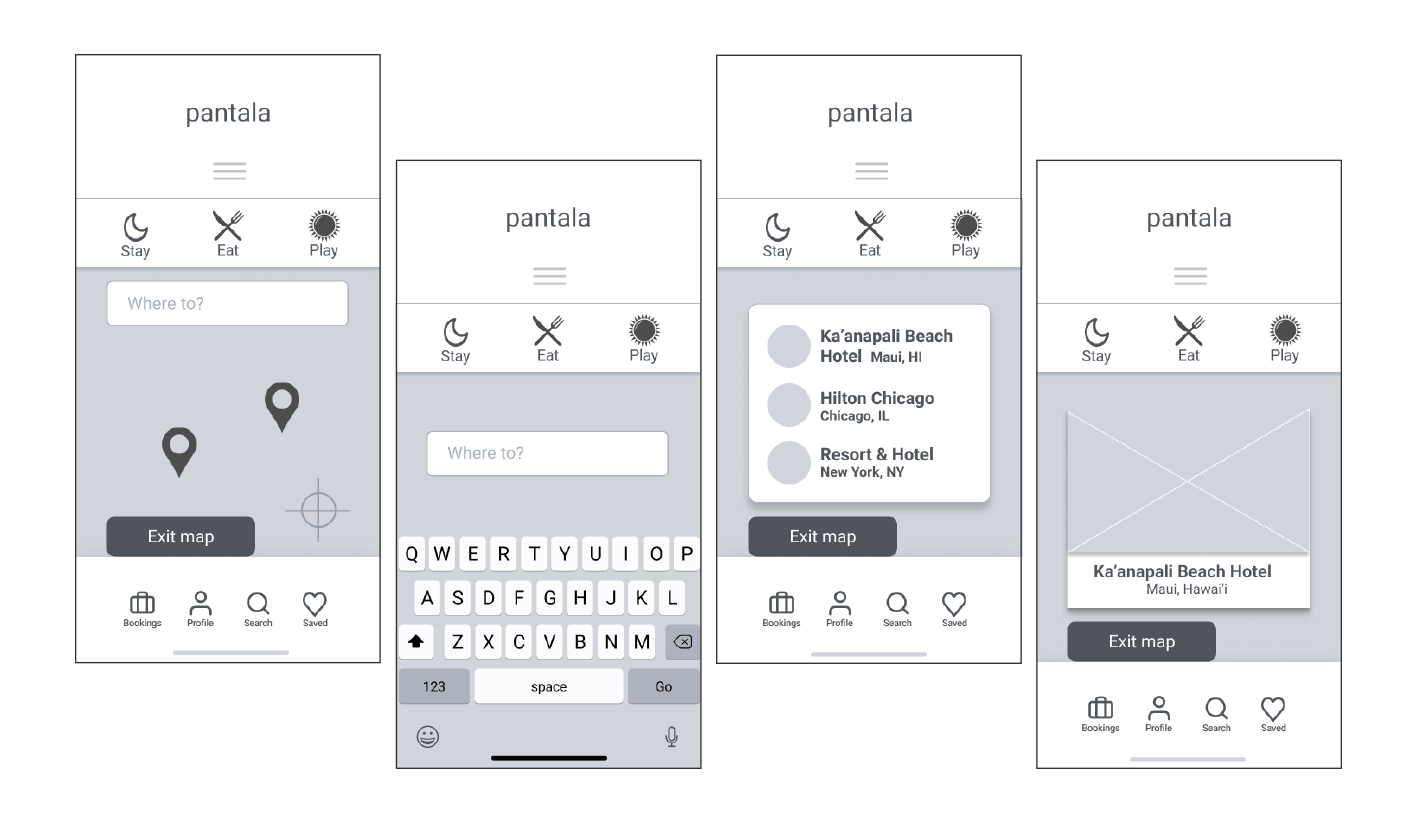 pantala
Stay Eat Play
Where to?
Exit map
Bookings Profile Search Saved
pantala
Stay Eat Play
Where to?
Q W E R T Y U I O P
A S D F G H J K L
Z X C V B N M
123 space Go
pantala
Stay Eat Play
Ka’anapali Beach
Hotel Maui, HI
Hilton Chicago
Chicago, IL
Resort & Hotel
New York, NY
Exit map
Bookings Profile Search Saved
pantala
Stay Eat Play
Ka’anapali Beach Hotel
Maui, Hawai'i
Exit map
Bookings Profile Search Saved